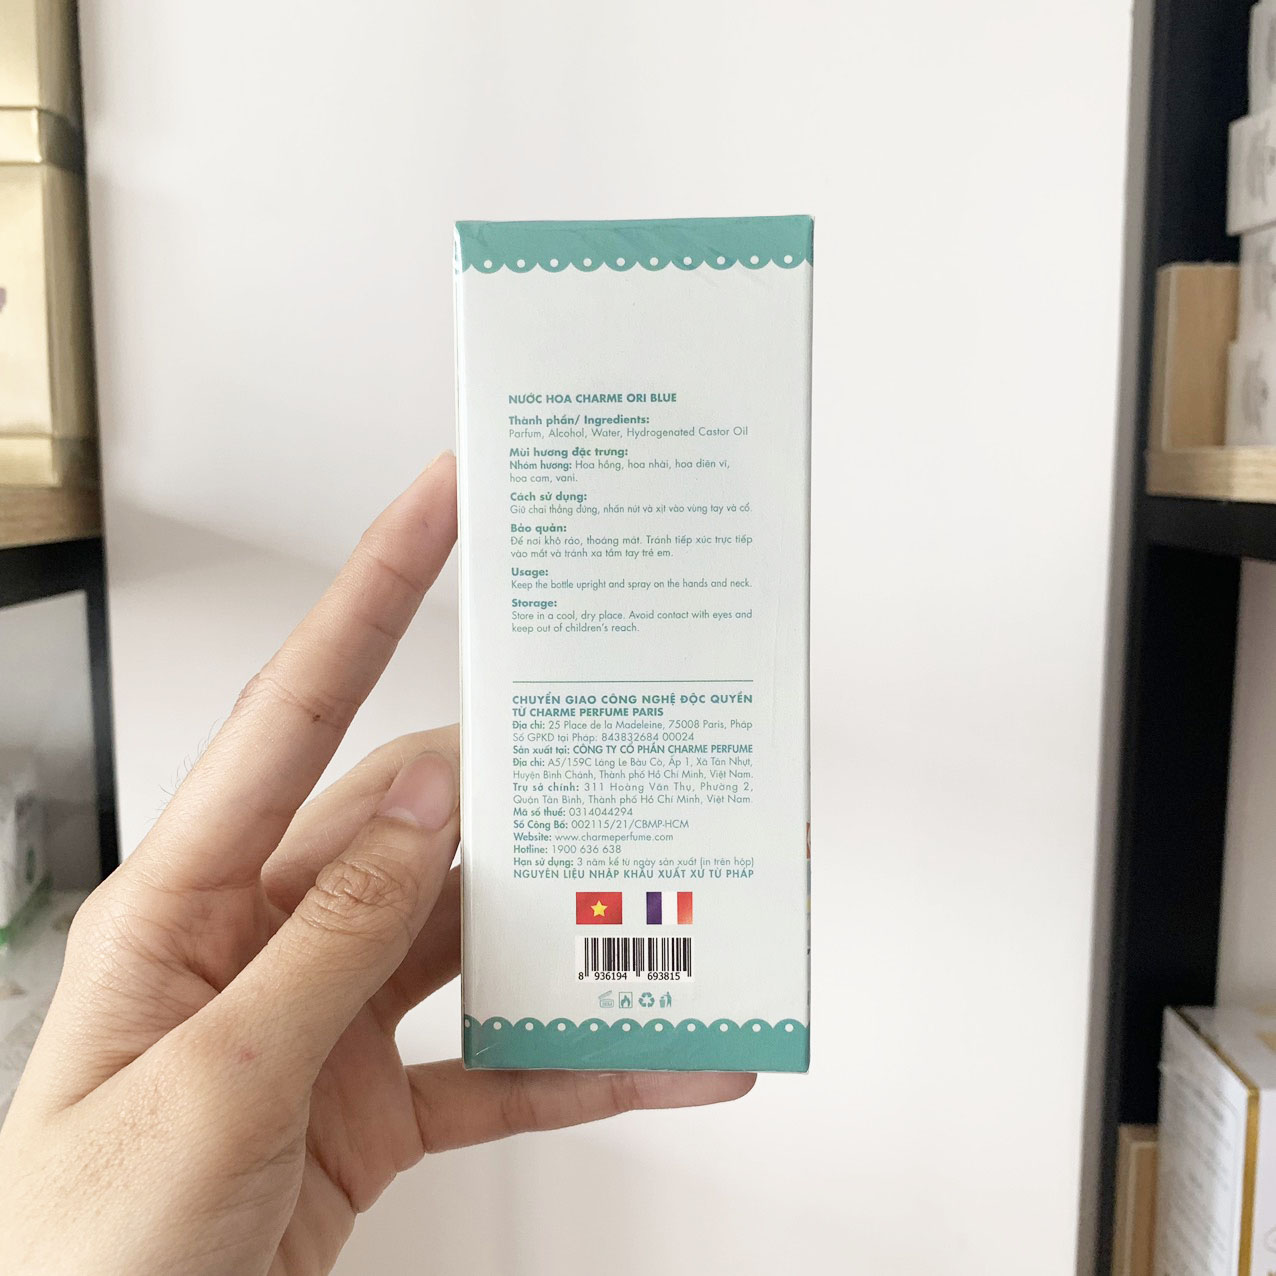 NƯỚC HOA CHARME ORI BLUE
Thành phần/ Ingredients:
Parfum, Alcohol, Water, Hydrogenated Castor Oil
Mùi hương đặc trưng:
Nhóm hương: Hoa hồng, hoa nhài, hoa diên vĩ,
hoa cam, vani.
Cách sử dụng:
Giữ chai thẳng đứng, nhấn nút và xịt vào vùng tay và cổ.
Bảo quản:
Để nơi khô ráo, thoáng mát. Tránh tiếp xúc trực tiếp
vào mắt và tránh xa tầm tay trẻ em.
Usage:
Keep the bottle upright and spray on the hands and neck.
Storage:
Store in a cool, dry place. Avoid contact with eyes and
keep out of children's reach.
CHUYỂN GIAO CÔNG NGHỆ ĐỘC QUYỀN
TỪ CHARME PERFUME PARIS
Địa chỉ: 25 Place de la Madeleine, 75008 Paris, Pháp
Số GPKD tại Pháp: 843832684 00024
Sản xuất tại: CÔNG TY CỔ PHẦN CHARME PERFUME
Địa chỉ: A5/159C Láng Le Bàu Cò, Ấp 1, Xã Tân Nhựt,
Huyện Bình Chánh, Thành phố Hồ Chí Minh, Việt Nam.
Trụ sở chính: 311 Hoàng Văn Thụ, Phường 2,
Quận Tân Bình, Thành phố Hồ Chí Minh, Việt Nam.
Mã số thuế: 0314044294
Số Công Bố: 002115/21/CBMP-HCM
Website: www.charmeperfume.com
Hotline: 1900 636 638
Hạn sử dụng: 3 năm kể từ ngày sản xuất (in trên hộp)
NGUYÊN LIỆU NHẬP KHẨU XUẤT XỨ TỪ PHÁP
8 936194 693815